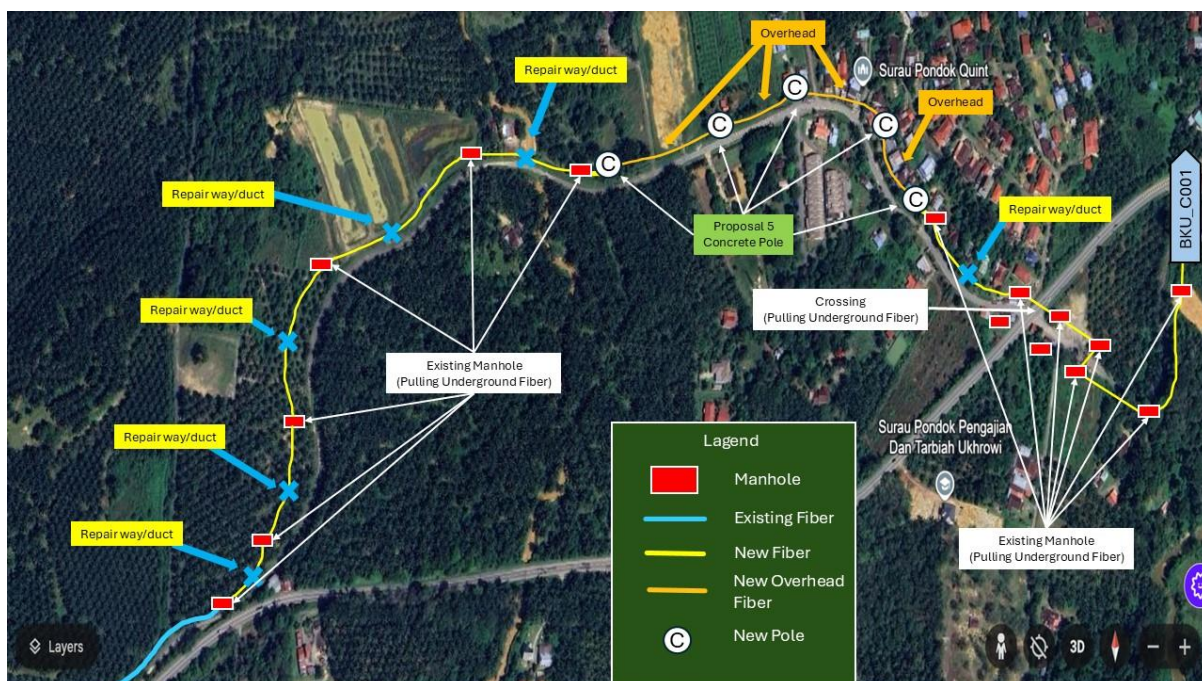 Overhead
Surau Pondok Quint
Repair way/duct
Overhead
Repair way/duct
BKU_C001
Repair way/duct
Proposal 5
Concrete Pole
Crossing
(Pulling Underground Fiber)
Repair way/duct
Existing Manhole
(Pulling Underground Fiber)
Surau Pondok Pengajian
Dan Tarbiah Ukhrowi
Repair way/duct
Repair way/duct
Existing Manhole
(Pulling Underground Fiber)
Lagend
Manhole
Existing Fiber
New Fiber
New Overhead
Fiber
C New Pole
C
C
C
C
C
Layers
3D